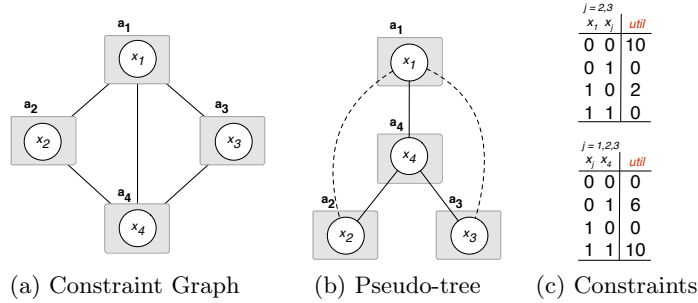 a1
x1
a2
x2
a3
x3
a4
x4
(a) Constraint Graph
a1
x1
a4
x4
a2
x2
a3
x3
(b) Pseudo-tree
j = 2,3
x1 xj util
0 0 10
0 1 0
1 0 2
1 1 0
j = 1,2,3
xj x4 util
0 0 0
0 1 6
1 0 0
1 1 10
(c) Constraints